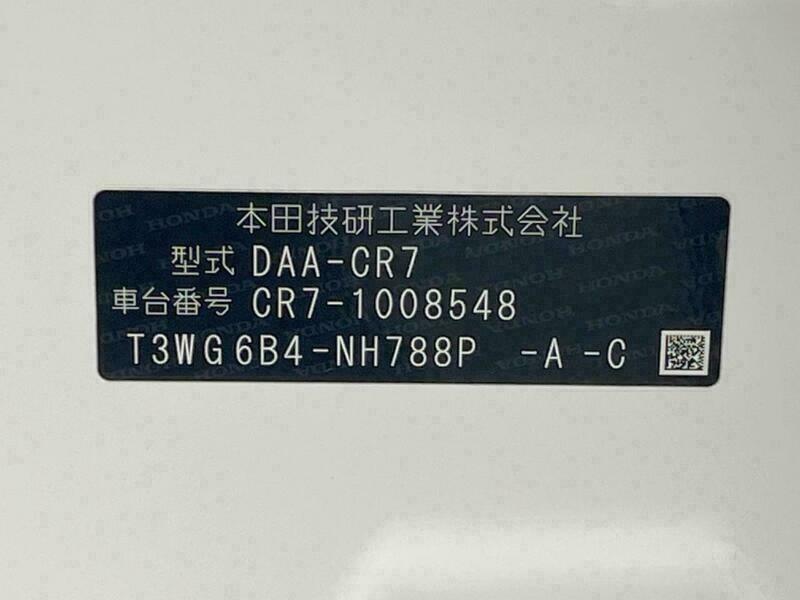 本田技研工業株式会社
型式 DAA-CR7
車台番号 CR7-1008548
T3WG6B4-NH788P -A -C